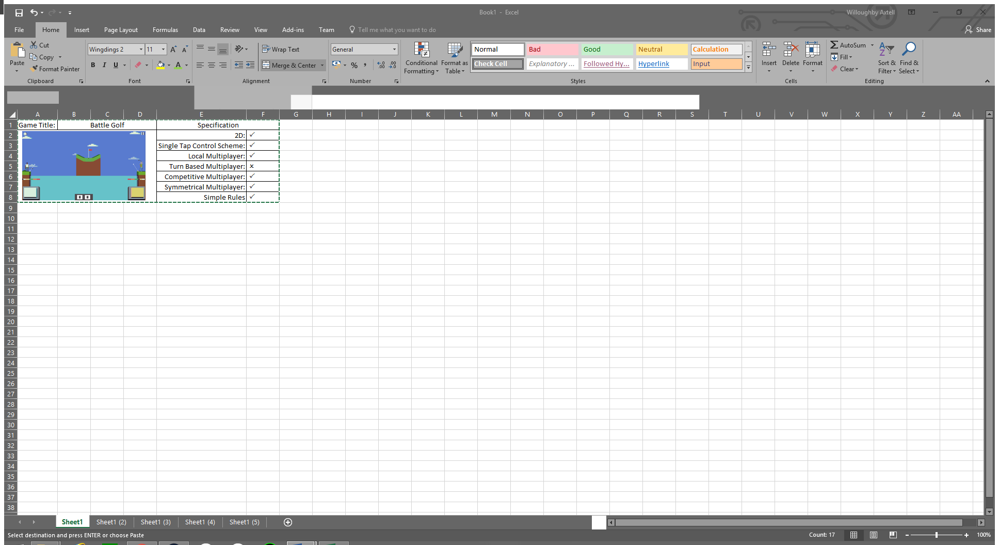 Book1 - Excel
Willoughby Axtell
File Home Insert Page Layout Formulas Data Review View Add-ins Team Tell me what you want to do Share
Paste
Cut
Copy
Format Painter
Clipboard
Wingdings 2 11
B I U
Font
Wrap Text
Merge & Center
Alignment
General
%
Number
Conditional Formatting
Format as Table
Normal Bad Good Neutral Calculation
Check Cell Explanatory ... Followed Hy... Hyperlink Input
Styles
Insert Delete Format
Cells
AutoSum
Fill
Clear
Sort & Filter
Find & Select
Editing
A B C D E F G H I J K L M N O P Q R S T U V W X Y Z AA
1 Game Title: Battle Golf Specification
2 2D: ✓
3 Single Tap Control Scheme: ✓
4 Local Multiplayer: ✓
5 Turn Based Multiplayer: x
6 Competitive Multiplayer: ✓
7 Symmetrical Multiplayer: ✓
8 Simple Rules ✓
9
10
11
12
13
14
15
16
17
18
19
20
21
22
23
24
25
26
27
28
29
30
31
32
33
34
35
36
37
38
Sheet1 Sheet1 (2) Sheet1 (3) Sheet1 (4) Sheet1 (5)
Select destination and press ENTER or choose Paste
Count: 17
100%